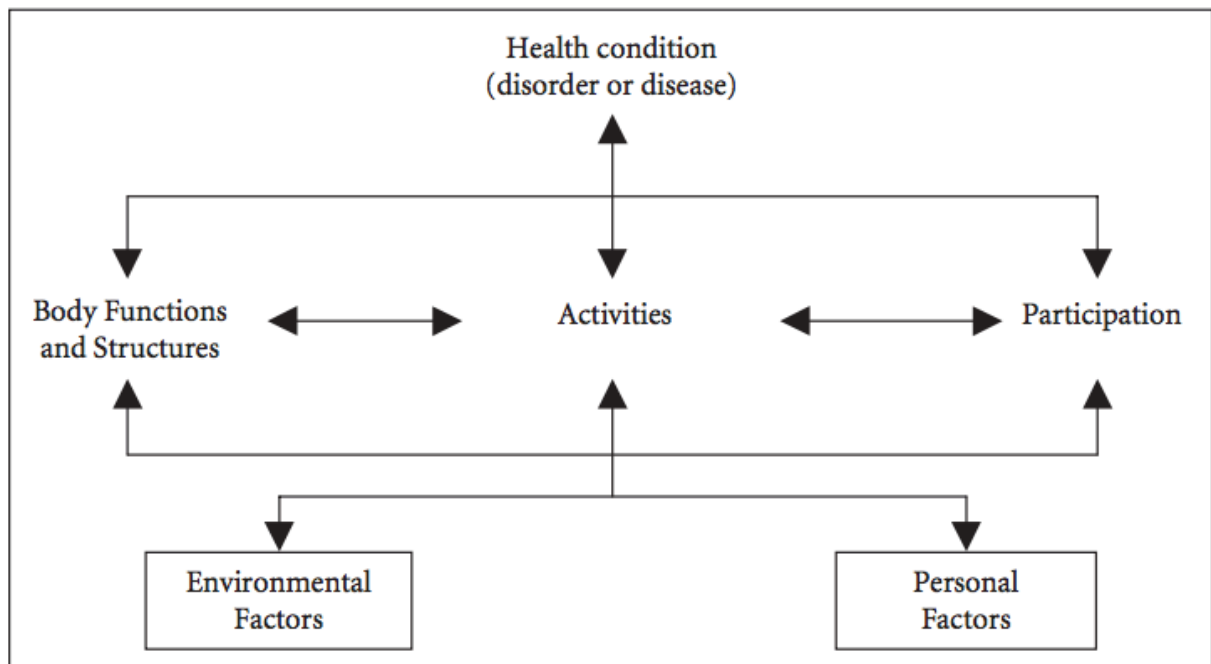 Health condition
(disorder or disease)
Body Functions
and Structures
Activities
Participation
Environmental
Factors
Personal
Factors